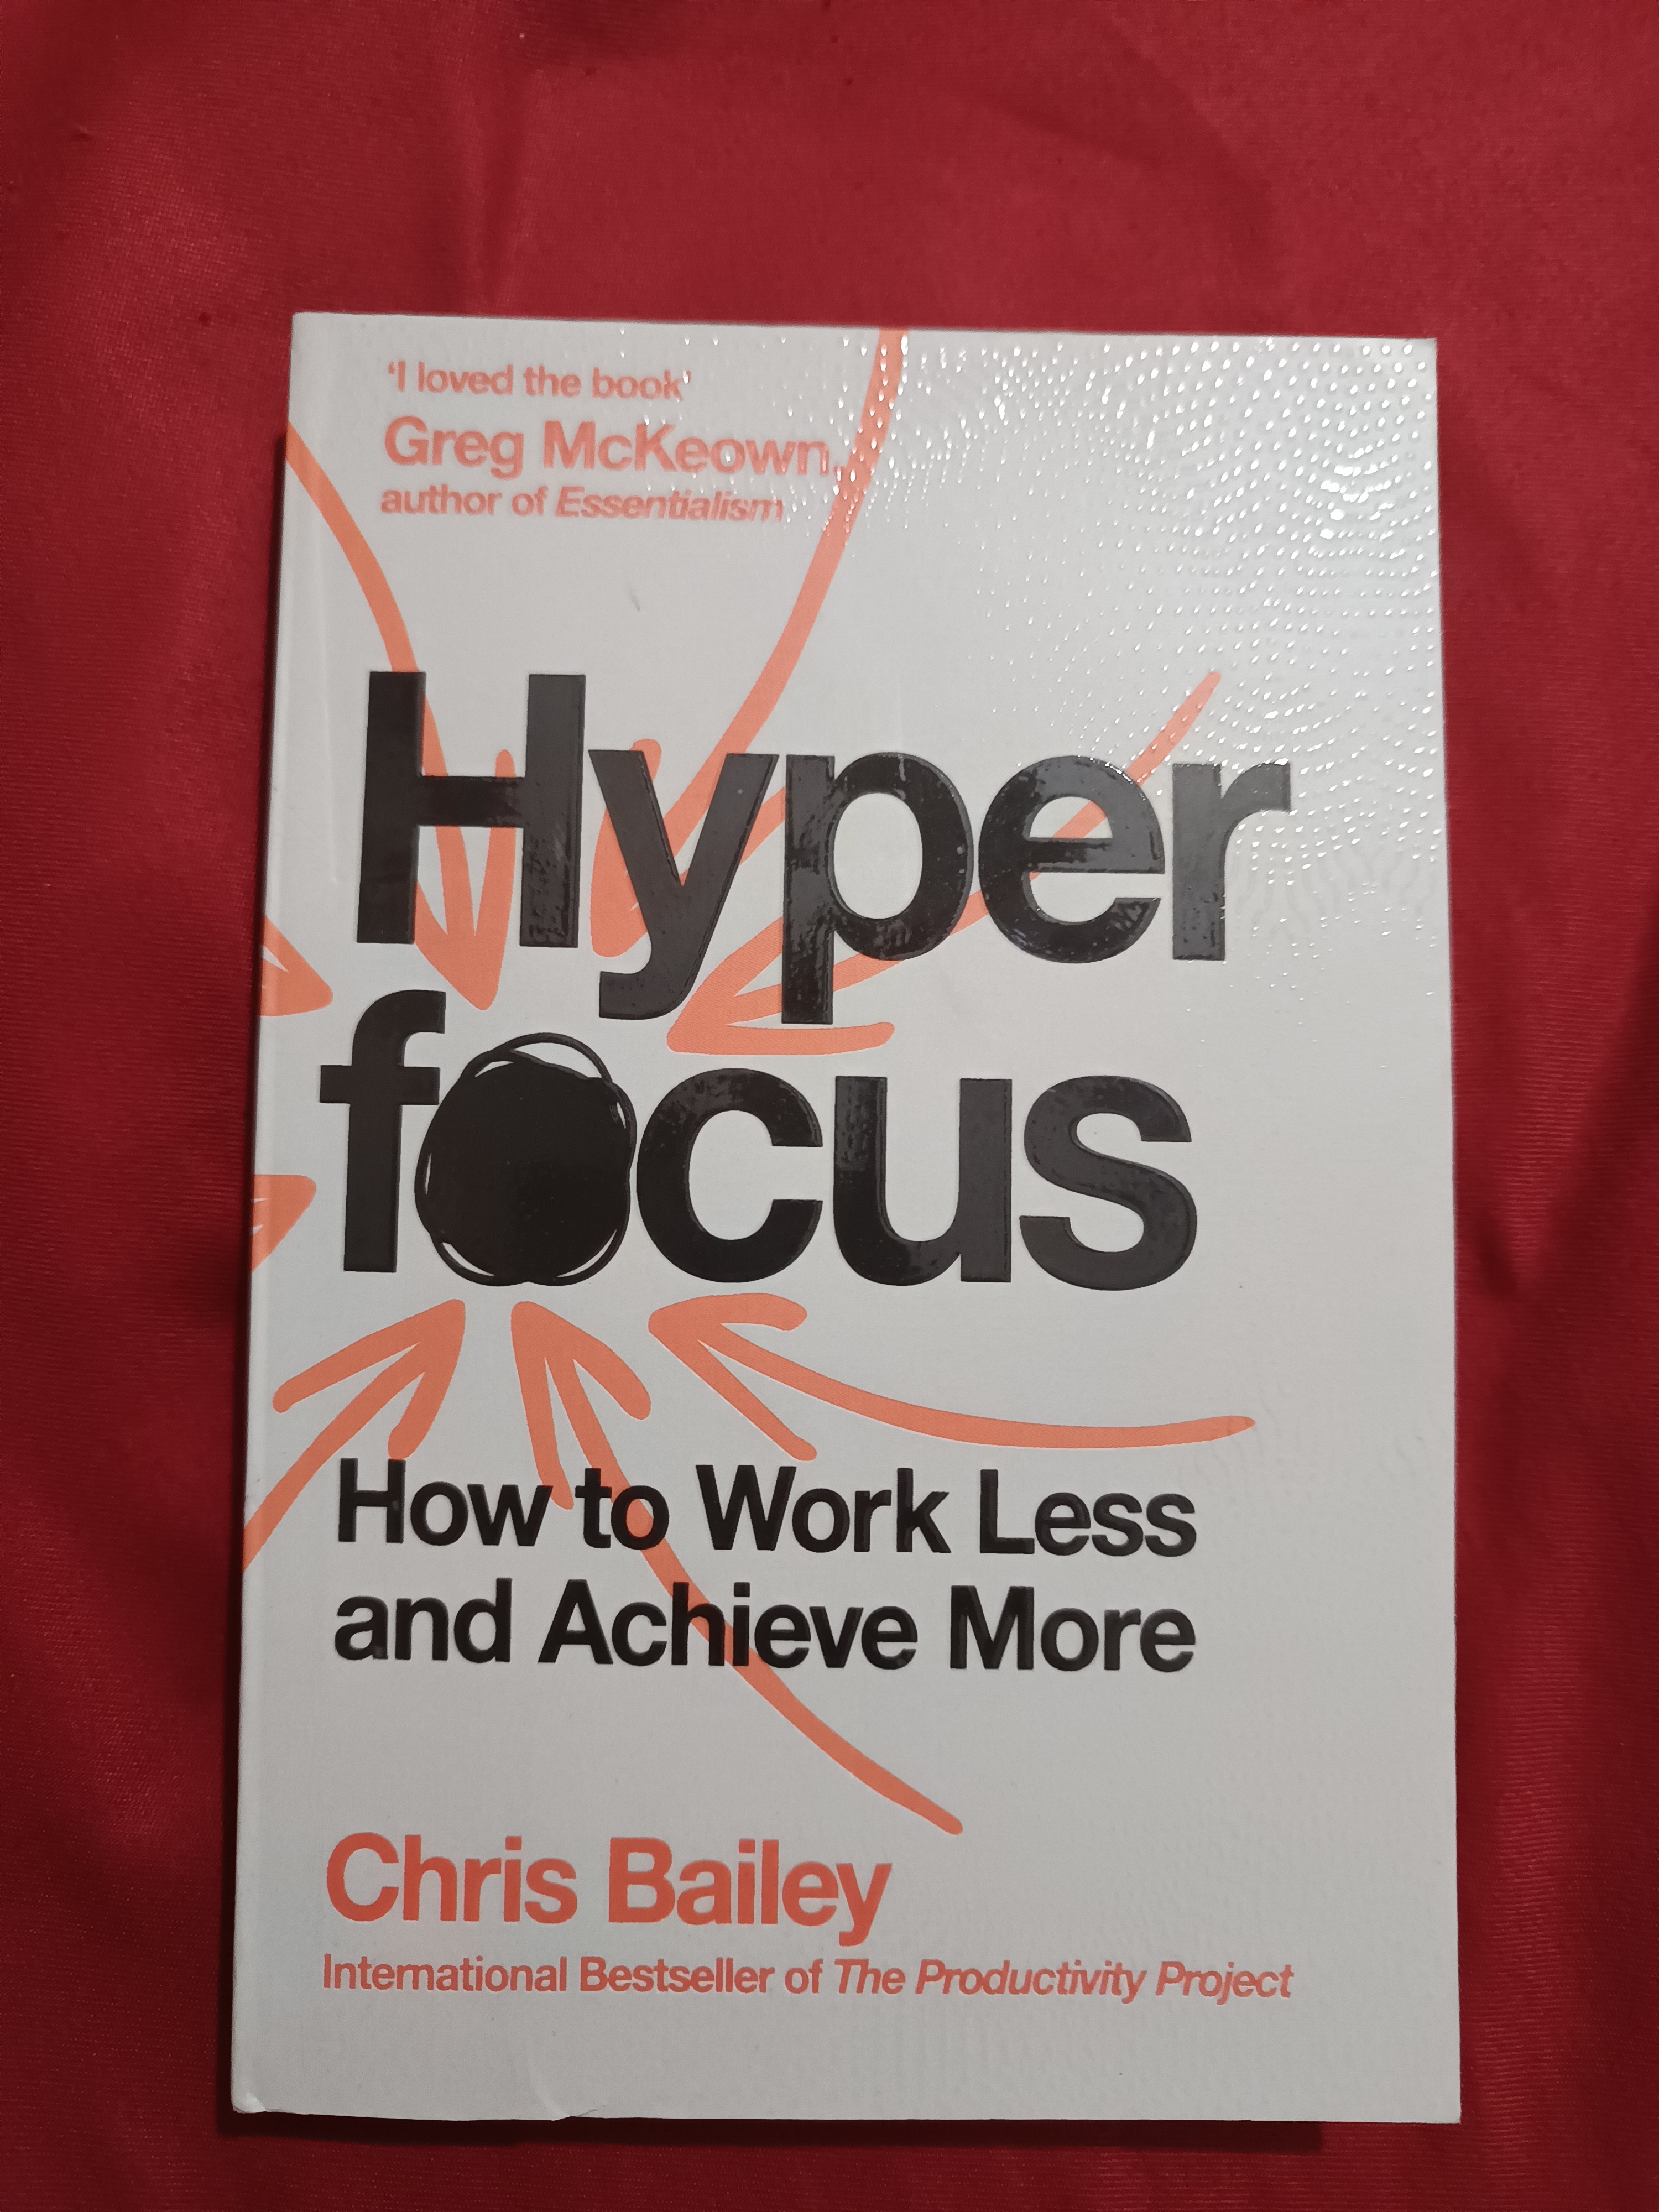 ‘I loved the book’
Greg McKeown,
author of Essentialism
Hyper
focus
How to Work Less
and Achieve More
Chris Bailey
International Bestseller of The Productivity Project